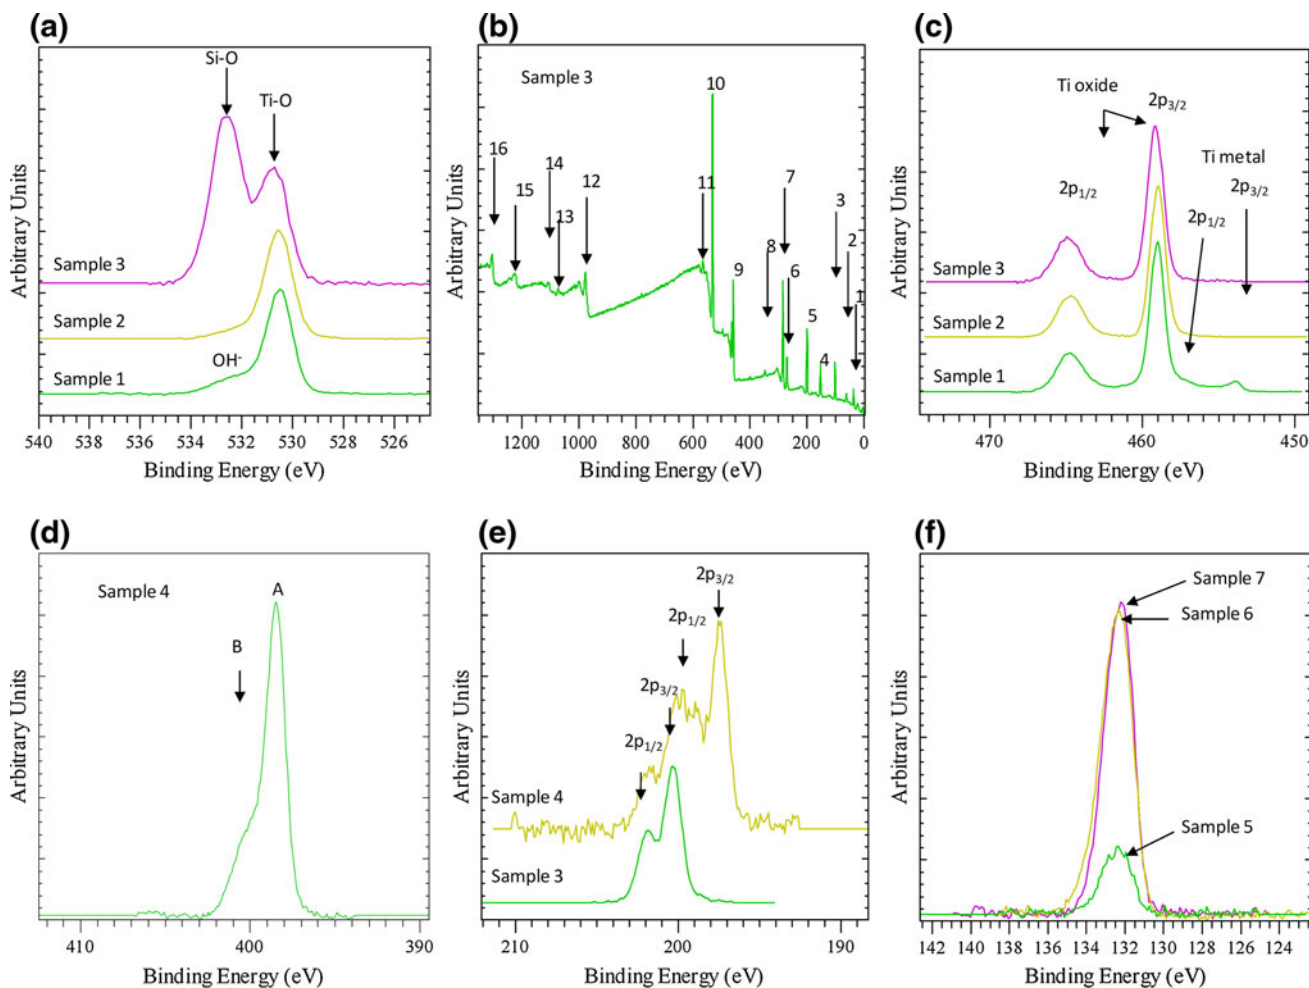 (a)
Si-O
Ti-O
Sample 3
Sample 2
OH-
Sample 1
Arbitrary Units
540 538 536 534 532 530 528 526
Binding Energy (eV)
(b)
Sample 3
10
16
15
14
13
12
11
7
3
8
2
9
6
1
5
4
Arbitrary Units
1200 1000 800 600 400 200 0
Binding Energy (eV)
(c)
Ti oxide
2p3/2
Ti metal
2p1/2
2p3/2
2p1/2
Sample 3
Sample 2
Sample 1
Arbitrary Units
470 460 450
Binding Energy (eV)
(d)
Sample 4
A
B
Arbitrary Units
410 400 390
Binding Energy (eV)
(e)
2p3/2
2p1/2
2p3/2
2p1/2
Sample 4
Sample 3
Arbitrary Units
210 200 190
Binding Energy (eV)
(f)
Sample 7
Sample 6
Sample 5
Arbitrary Units
142 140 138 136 134 132 130 128 126 124
Binding Energy (eV)